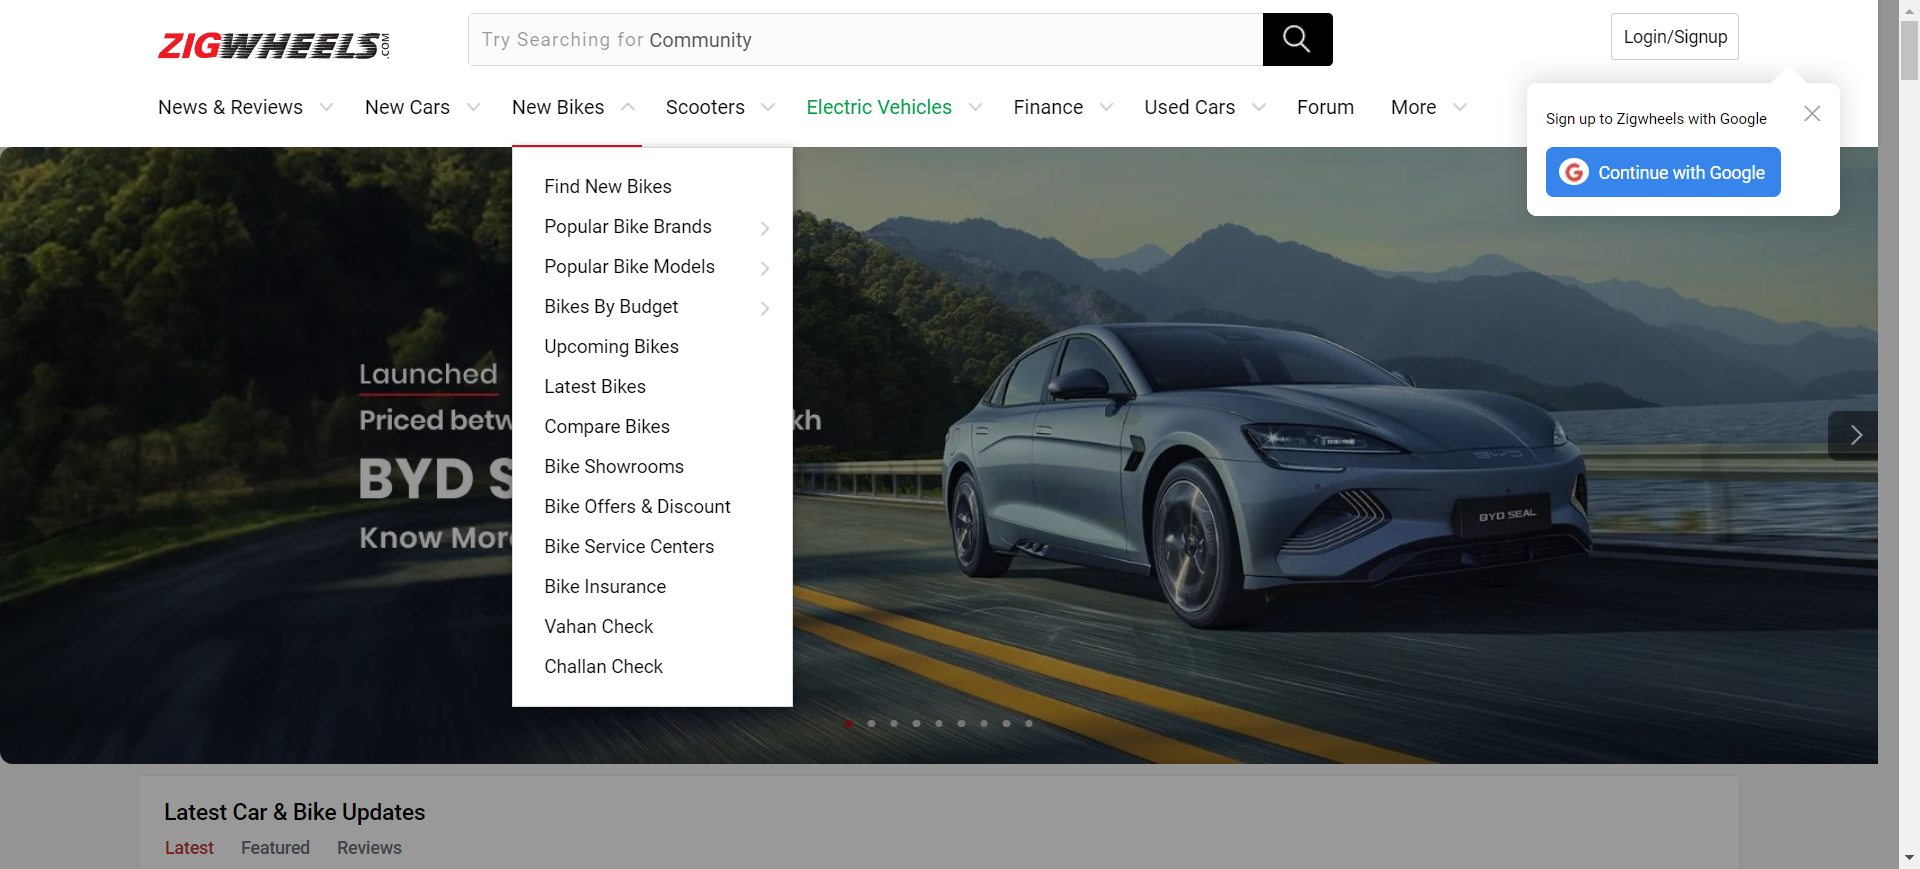 ZIGWHEELS.COM
Try Searching for Community
Login/Signup
News & Reviews
New Cars
New Bikes
Scooters
Electric Vehicles
Finance
Used Cars
Forum
More
Sign up to Zigwheels with Google
Continue with Google
Find New Bikes
Popular Bike Brands
Popular Bike Models
Bikes By Budget
Upcoming Bikes
Latest Bikes
Compare Bikes
Bike Showrooms
Bike Offers & Discount
Bike Service Centers
Bike Insurance
Vahan Check
Challan Check
Launched
Priced betw kh
BYD S
Know More
BYD
BYD SEAL
Latest Car & Bike Updates
Latest
Featured
Reviews